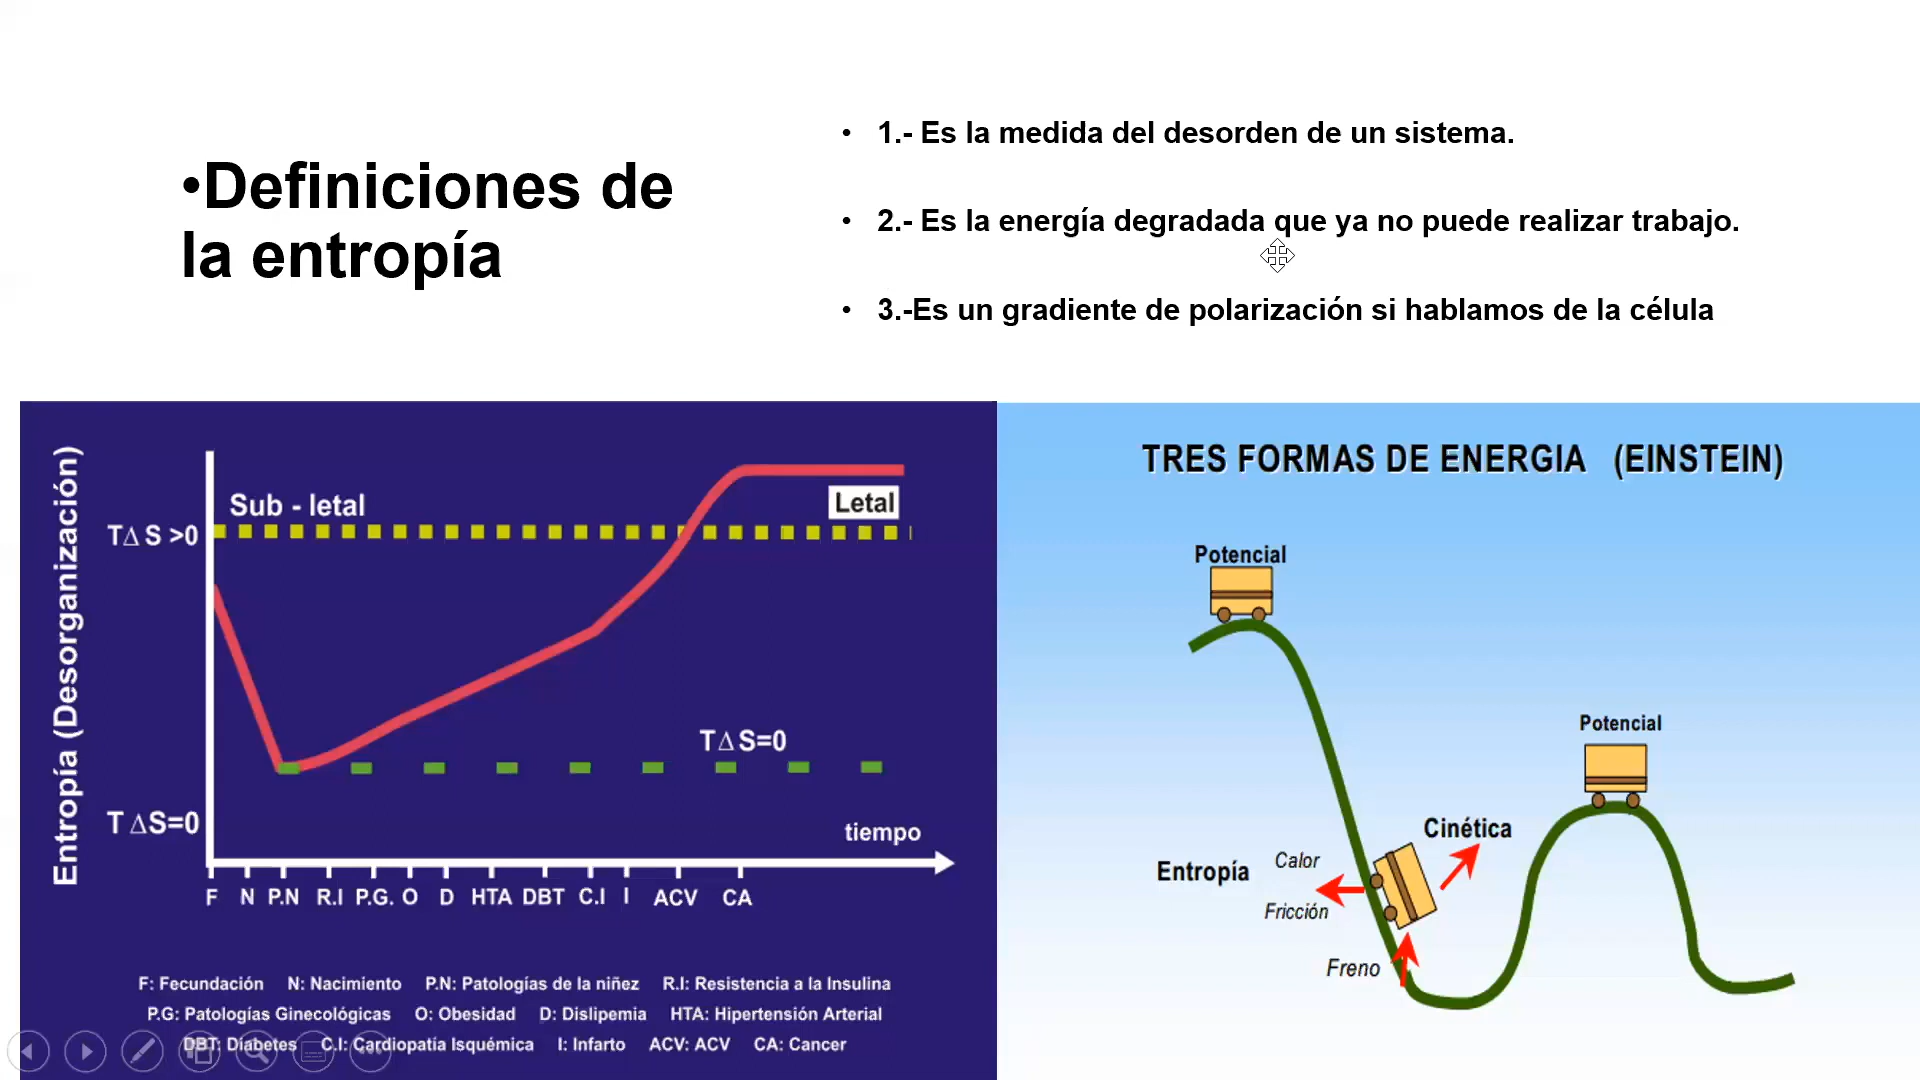 •Definiciones de
la entropía
• 1.- Es la medida del desorden de un sistema.
• 2.- Es la energía degradada que ya no puede realizar trabajo.
• 3.-Es un gradiente de polarización si hablamos de la célula
Entropía (Desorganización)
Sub - letal
Letal
T∆ S >0
T∆S=0
T ∆S=0
tiempo
F N P.N R.I P.G. O D HTA DBT C.I I ACV CA
F: Fecundación N: Nacimiento P.N: Patologías de la niñez R.I: Resistencia a la Insulina
P.G: Patologías Ginecológicas O: Obesidad D: Dislipemia HTA: Hipertensión Arterial
DBT: Diabetes C.I: Cardiopatía Isquémica I: Infarto ACV: ACV CA: Cancer
TRES FORMAS DE ENERGIA (EINSTEIN)
Potencial
Potencial
Cinética
Entropía
Calor
Fricción
Freno